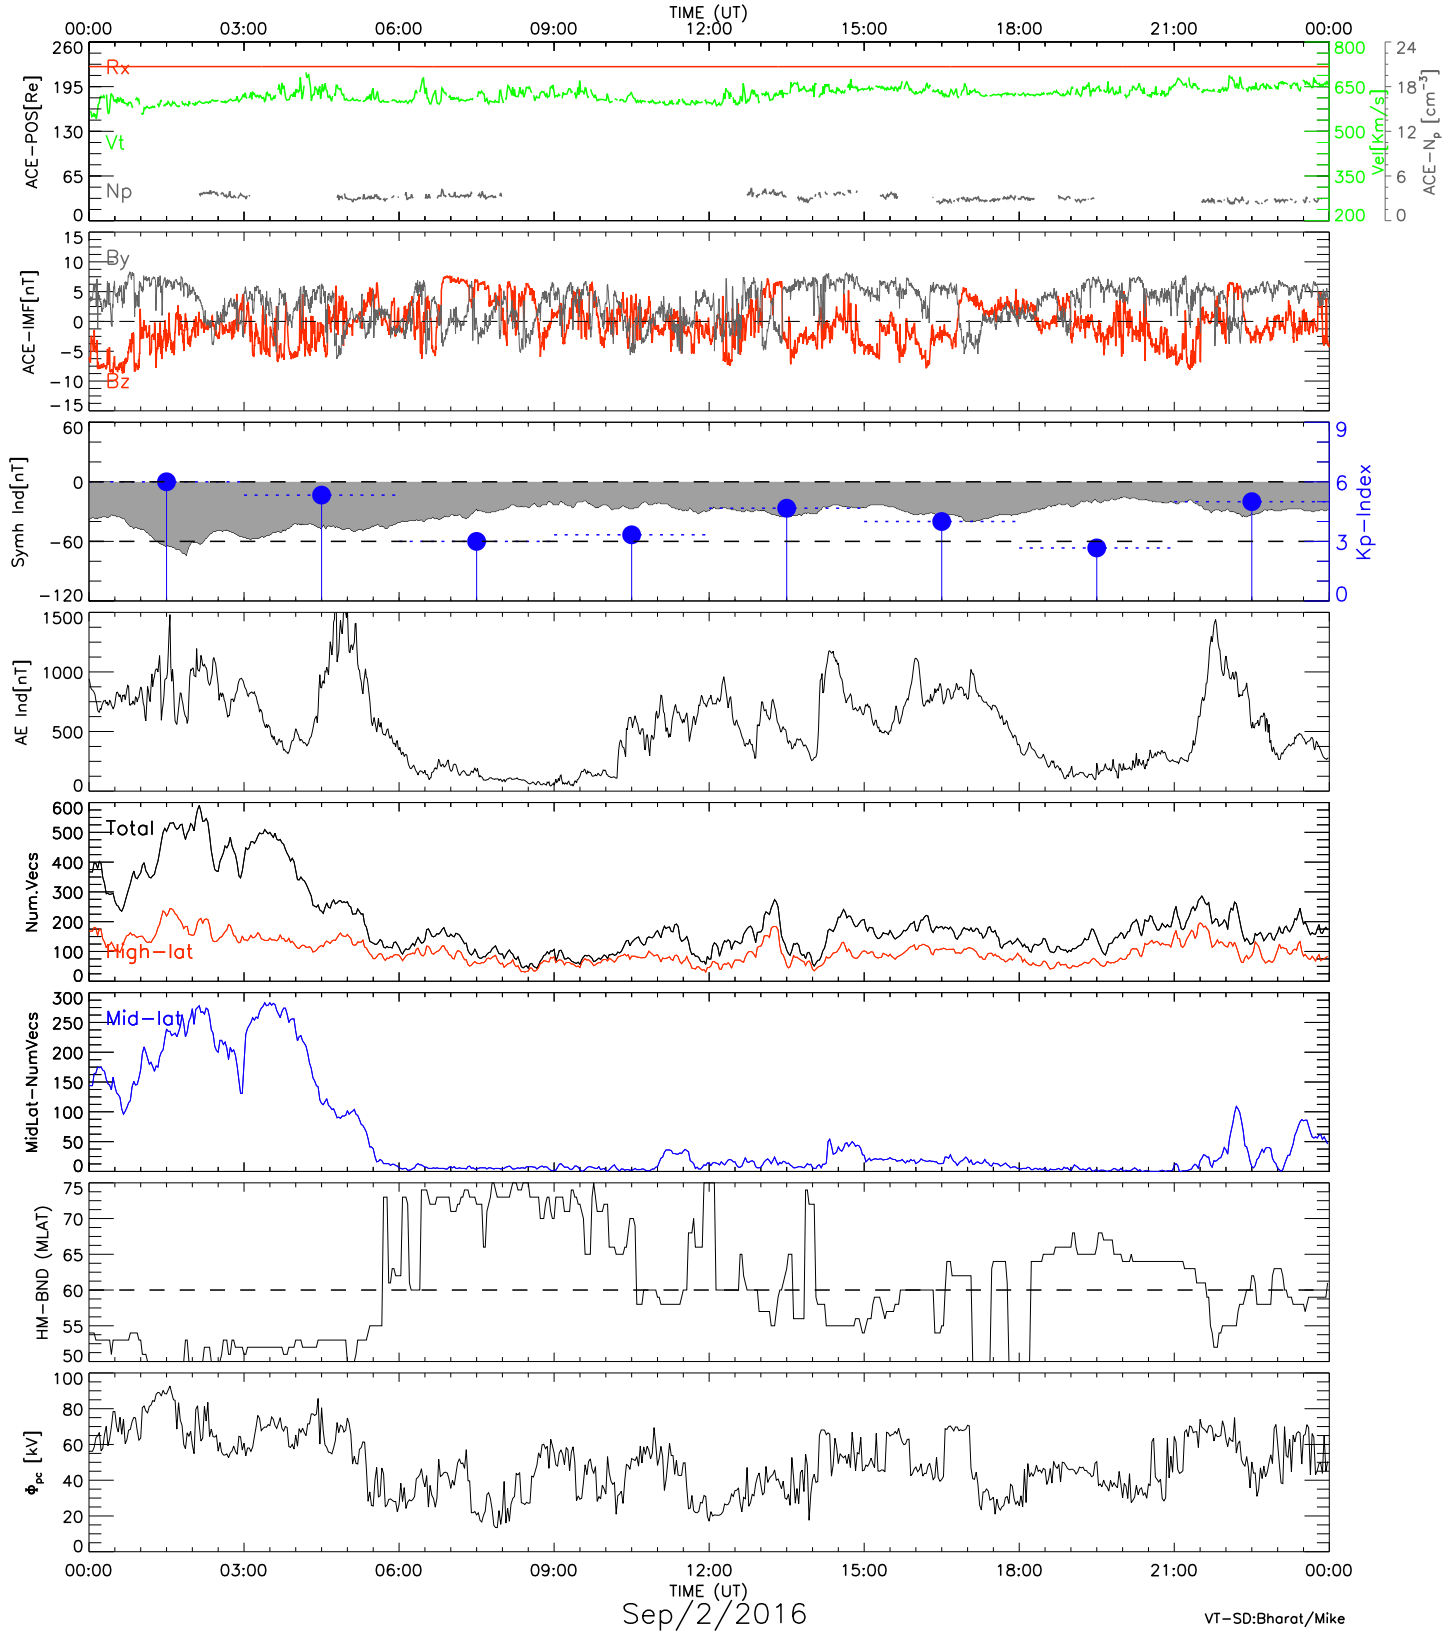 TIME (UT)
00:00 03:00 06:00 09:00 12:00 15:00 18:00 21:00 00:00
260 195 130 65 0
ACE-POS[Re]
Rx
Vt
Np
800 650 500 350 200
Vel[Km/s]
24 18 12 6 0
ACE-Np [cm⁻³]
15 10 5 0 -5 -10 -15
ACE-IMF[nT]
By
Bz
60 0 -60 -120
Symh Ind[nT]
9 6 3 0
Kp-Index
1500 1000 500 0
AE Ind[nT]
600 500 400 300 200 100 0
Num.Vecs
Total
High-lat
300 250 200 150 100 50 0
MidLat-NumVecs
Mid-lat
75 70 65 60 55 50
HM-BND (MLAT)
100 80 60 40 20 0
Φpc [kV]
00:00 03:00 06:00 09:00 12:00 15:00 18:00 21:00 00:00
TIME (UT)
Sep/2/2016
VT-SD:Bharat/Mike